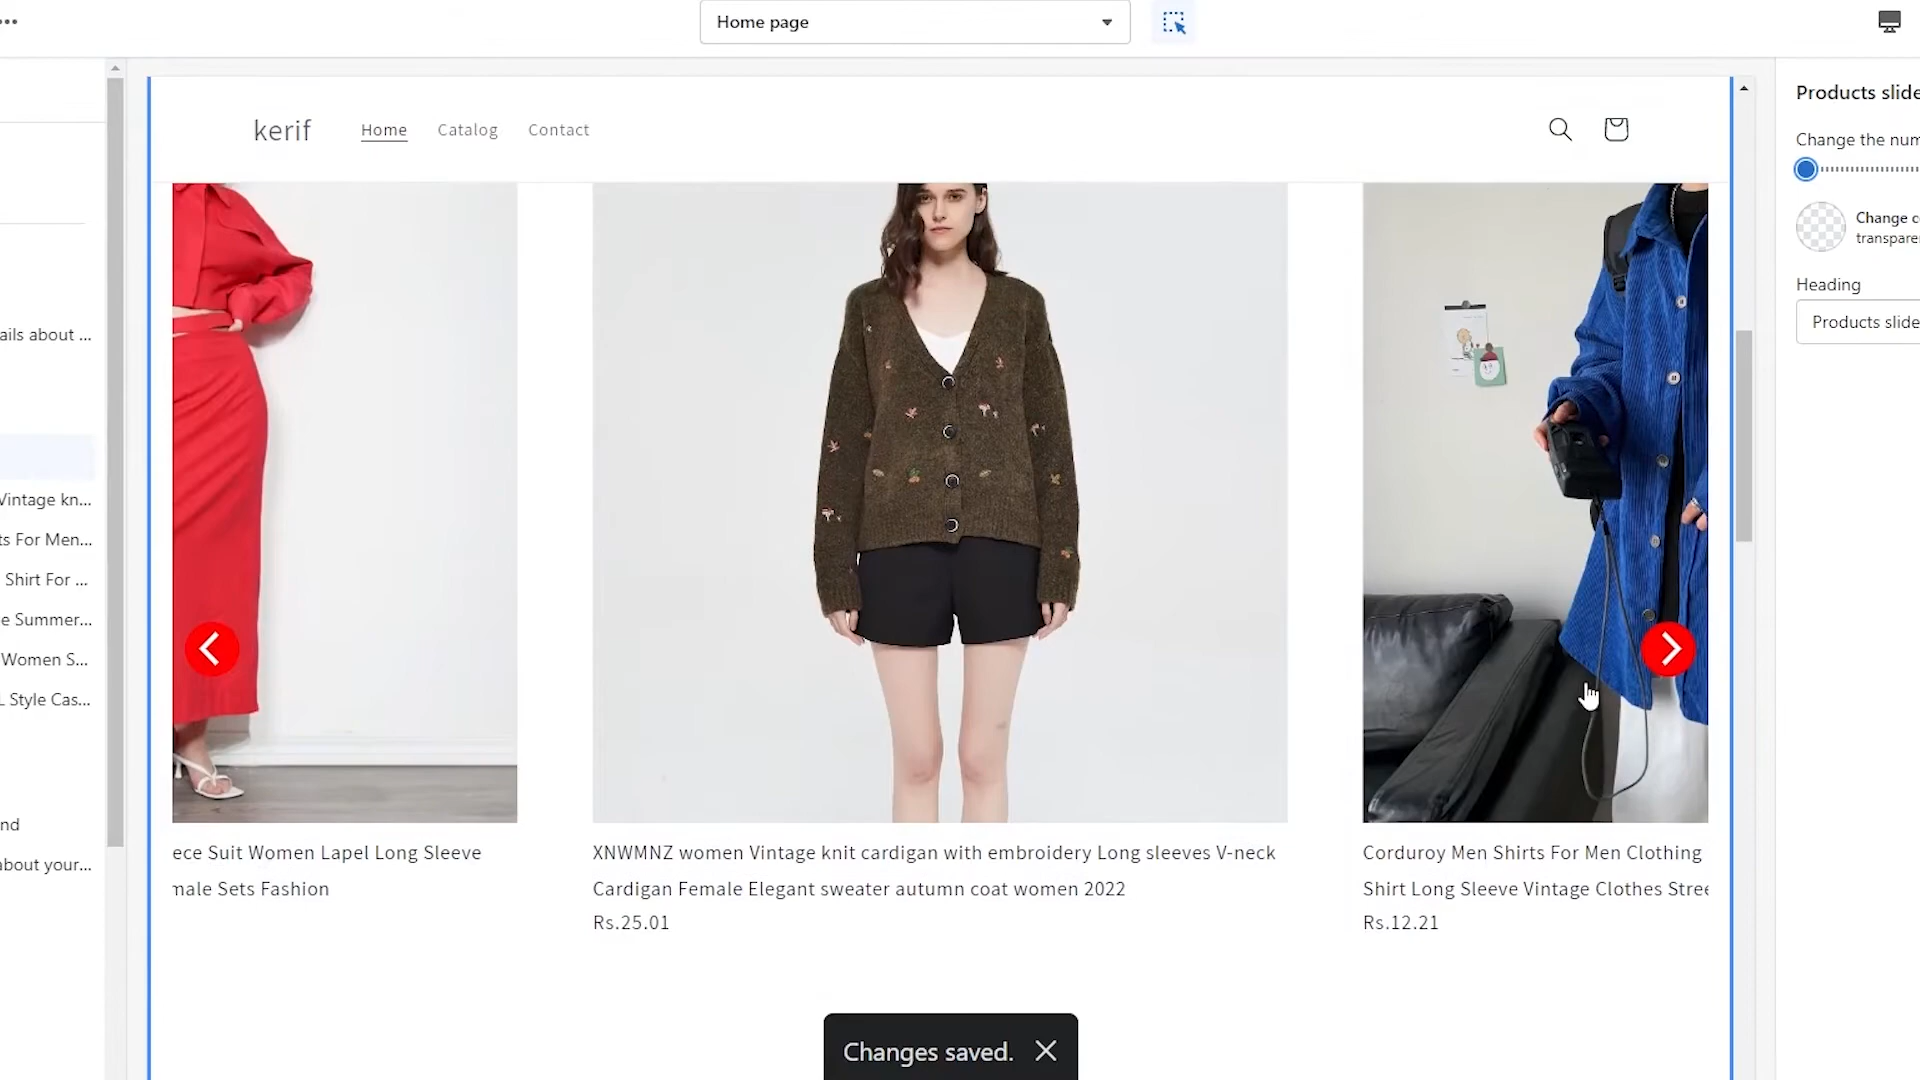 Home page
Products slide
Change the num
Change c
transpare
Heading
Products slide
kerif
Home
Catalog
Contact
ails about ...
Vintage kn...
ts For Men...
Shirt For ...
e Summer...
Women S...
L Style Cas...
nd
about your...
ece Suit Women Lapel Long Sleeve
male Sets Fashion
XNWMNZ women Vintage knit cardigan with embroidery Long sleeves V-neck
Cardigan Female Elegant sweater autumn coat women 2022
Rs.25.01
Corduroy Men Shirts For Men Clothing
Shirt Long Sleeve Vintage Clothes Stree
Rs.12.21
Changes saved.